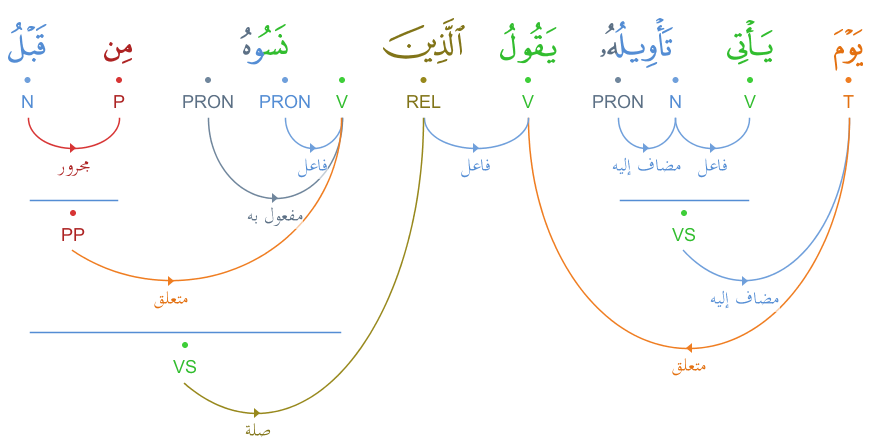 يَوْمَ يَأْتِى تَأْوِيلُهُۥ يَقُولُ ٱلَّذِينَ نَسُوهُ مِن قَبْلُ
T V N PRON V REL V PRON PRON P N
فاعل مضاف إليه فاعل فاعل مجرور
مفعول به
VS PP
مضاف إليه متعلق
VS
متعلق
صلة